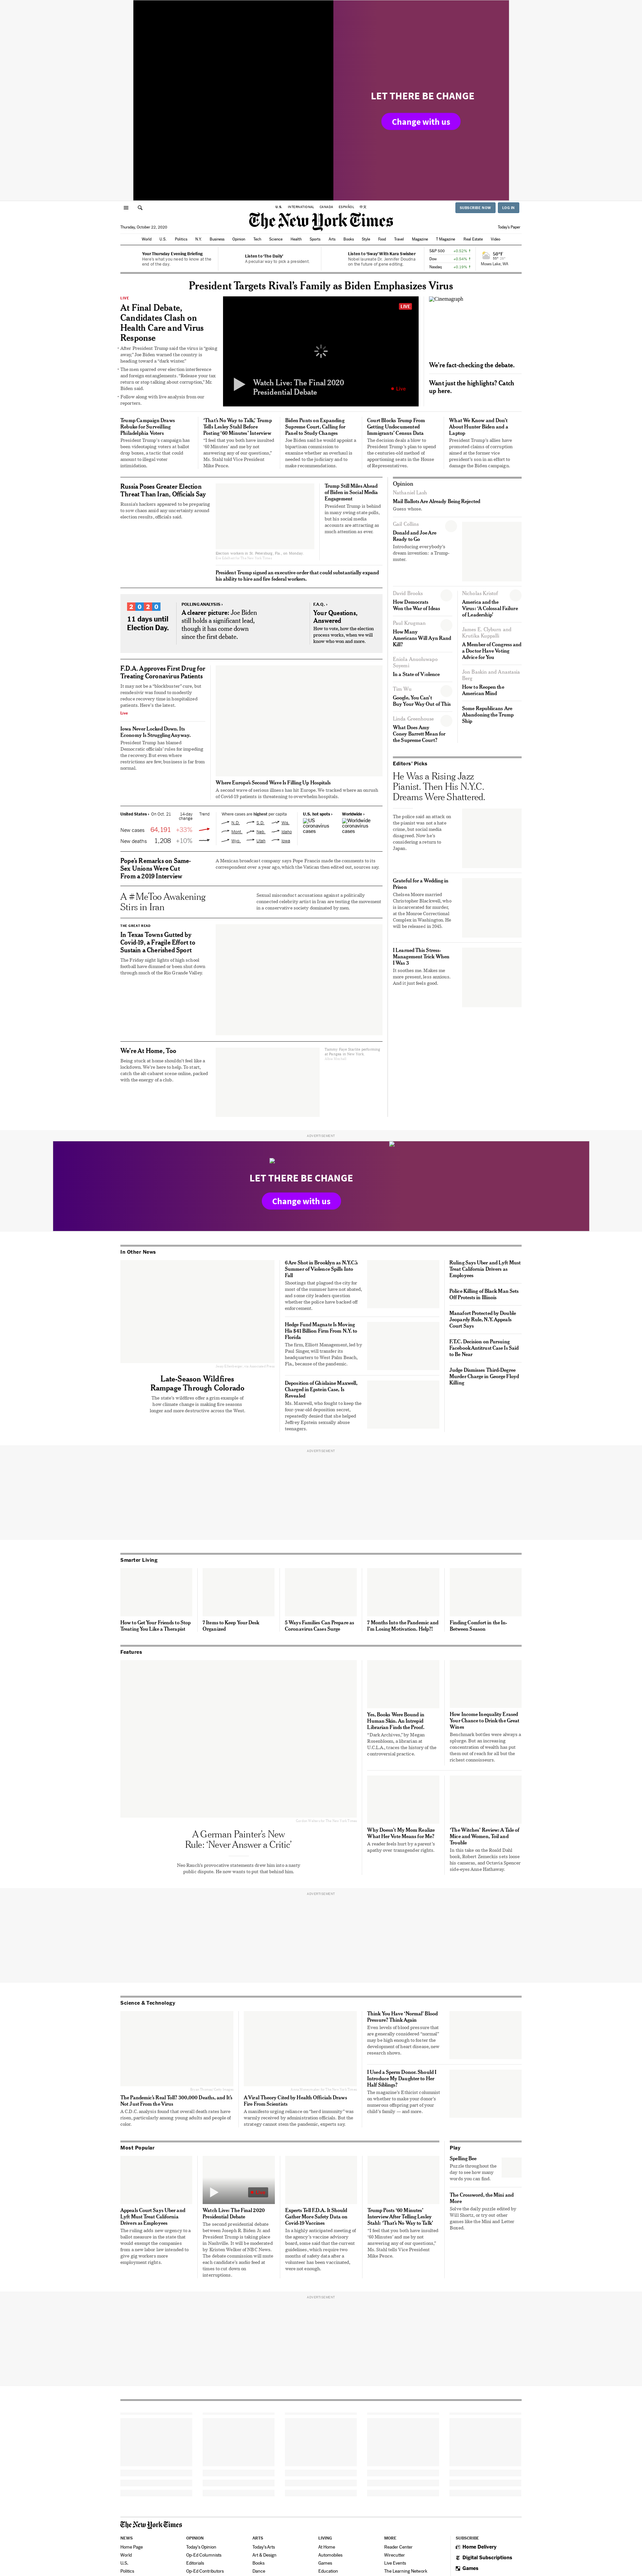 LET THERE BE CHANGE
Change with us
U.S.
INTERNATIONAL
CANADA
ESPAÑOL
中文
SUBSCRIBE NOW
LOG IN
The New York Times
Thursday, October 22, 2020
Today's Paper
World
U.S.
Politics
N.Y.
Business
Opinion
Tech
Science
Health
Sports
Arts
Books
Style
Food
Travel
Magazine
T Magazine
Real Estate
Video
Your Thursday Evening Briefing
Here's what you need to know at the end of the day.
Listen to 'The Daily'
A peculiar way to pick a president.
Listen to 'Sway' With Kara Swisher
Nobel laureate Dr. Jennifer Doudna on the future of gene editing.
S&P 500
+0.52% ↑
Dow
+0.54% ↑
Nasdaq
+0.19% ↑
50°F
Moses Lake, WA
President Targets Rival's Family as Biden Emphasizes Virus
LIVE
At Final Debate, Candidates Clash on Health Care and Virus Response
After President Trump said the virus is "going away," Joe Biden warned the country is heading toward a "dark winter."
The men sparred over election interference and foreign entanglements. "Release your tax return or stop talking about corruption," Mr. Biden said.
Follow along with live analysis from our reporters.
LIVE
Watch Live: The Final 2020 Presidential Debate
Live
Cinemagraph
We're fact-checking the debate.
Want just the highlights? Catch up here.
Trump Campaign Draws Rebuke for Surveilling Philadelphia Voters
President Trump's campaign has been videotaping voters at ballot drop boxes, a tactic that could amount to illegal voter intimidation.
'That's No Way to Talk,' Trump Tells Lesley Stahl Before Posting '60 Minutes' Interview
"I feel that you both have insulted '60 minutes' by not now answering any of our questions," Ms. Stahl told Vice President Mike Pence.
Biden Punts on Expanding Supreme Court, Calling for Panel to Study Changes
Joe Biden said he would appoint a bipartisan commission to examine whether an overhaul is needed of the judiciary and to make recommendations.
Court Blocks Trump From Getting Undocumented Immigrants' Census Data
The decision deals a blow to President Trump's plan to upend the centuries-old method of apportioning seats in the House of Representatives.
What We Know and Don't About Hunter Biden and a Laptop
President Trump's allies have promoted claims of corruption aimed at the former vice president's son in an effort to damage the Biden campaign.
Russia Poses Greater Election Threat Than Iran, Officials Say
Russia's hackers appeared to be preparing to sow chaos amid any uncertainty around election results, officials said.
Trump Still Miles Ahead of Biden in Social Media Engagement
President Trump is behind in many swing-state polls, but his social media accounts are attracting as much attention as ever.
President Trump signed an executive order that could substantially expand his ability to hire and fire federal workers.
2020
11 days until Election Day.
POLLING ANALYSIS ›
A clearer picture: Joe Biden still holds a significant lead, though it has not broken since the first debate.
F.A.Q. ›
Your Questions, Answered
How to vote, how the election process works, when we will know who won and more.
F.D.A. Approves First Drug for Treating Coronavirus Patients
It may not be a "blockbuster" cure, but remdesivir was found to modestly reduce recovery time in hospitalized patients. Here's the latest.
live
Iowa Never Locked Down. Its Economy Is Struggling Anyway.
President Trump has blamed Democratic officials' rules for impeding the recovery. But even where restrictions are few, business is far from normal.
Where Europe's Second Wave Is Filling Up Hospitals
A second wave of serious illness has hit Europe. We tracked where an onrush of Covid-19 patients is threatening to overwhelm hospitals.
United States ›
On Oct. 21
14-day change
Trend
New cases
64,191
+33%
New deaths
1,208
+10%
Where cases are highest per capita
N.D.
S.D.
Wis.
Mont.
Neb.
Idaho
Wyo.
Utah
Iowa
U.S. hot spots ›
US coronavirus cases
Worldwide ›
Worldwide coronavirus cases
Pope's Remarks on Same-Sex Unions Were Cut From a 2019 Interview
A Mexican broadcast company says Pope Francis made the comments to its correspondent over a year ago, which the Vatican then edited out, sources say.
A #MeToo Awakening Stirs in Iran
Sexual misconduct accusations against a politically connected celebrity artist in Iran are testing the movement in a conservative society dominated by men.
THE GREAT READ
In Texas Towns Gutted by Covid-19, a Fragile Effort to Sustain a Cherished Sport
The Friday night lights of high school football have dimmed or been shut down through much of the Rio Grande Valley.
We're At Home, Too
Being stuck at home shouldn't feel like a lockdown. We're here to help. To start, catch the at-cabaret scene online, packed with the energy of a club.
Opinion
Nathaniel Lash
Mail Ballots Are Already Being Rejected
Guess whose.
Gail Collins
Donald and Joe Are Ready to Go
Introducing everybody's dream invention: a Trump-muter.
David Brooks
How Democrats Won the War of Ideas
Paul Krugman
How Many Americans Will Ayn Rand Kill?
In a State of Violence
Tim Wu
Google, You Can't Buy Your Way Out of This
Linda Greenhouse
What Does Amy Coney Barrett Mean for the Supreme Court?
Nicholas Kristof
America and the Virus: 'A Colossal Failure of Leadership'
James E. Clyburn and Krutika Kuppalli
A Member of Congress and a Doctor Have Voting Advice for You
Jon Baskin and Anastasia Berg
How to Reopen the American Mind
Some Republicans Are Abandoning the Trump Ship
Editors' Picks
He Was a Rising Jazz Pianist. Then His N.Y.C. Dreams Were Shattered.
The police said an attack on the pianist was not a hate crime, but social media disagreed. Now he's considering a return to Japan.
Grateful for a Wedding in Prison
Chelsea Moore married Christopher Blackwell, who is incarcerated for murder, at the Monroe Correctional Complex in Washington. He will be released in 2045.
I Learned This Stress-Management Trick When I Was 3
It soothes me. Makes me more present, less anxious. And it just feels good.
ADVERTISEMENT
LET THERE BE CHANGE
Change with us
In Other News
Late-Season Wildfires Rampage Through Colorado
The state's wildfires offer a grim example of how climate change is making fire seasons longer and more destructive across the West.
6 Are Shot in Brooklyn as N.Y.C.'s Summer of Violence Spills Into Fall
Shootings that plagued the city for most of the summer have not abated, and some city leaders question whether the police have backed off enforcement.
Hedge Fund Magnate Is Moving His $41 Billion Firm From N.Y. to Florida
The firm, Elliott Management, led by Paul Singer, will transfer its headquarters to West Palm Beach, Fla., because of the pandemic.
Deposition of Ghislaine Maxwell, Charged in Epstein Case, Is Revealed
Ms. Maxwell, who fought to keep the four-year-old deposition secret, repeatedly denied that she helped Jeffrey Epstein sexually abuse teenagers.
Ruling Says Uber and Lyft Must Treat California Drivers as Employees
Police Killing of Black Man Sets Off Protests in Illinois
Manafort Protected by Double Jeopardy Rule, N.Y. Appeals Court Says
F.T.C. Decision on Pursuing Facebook Antitrust Case Is Said to Be Near
Judge Dismisses Third-Degree Murder Charge in George Floyd Killing
ADVERTISEMENT
Smarter Living
How to Get Your Friends to Stop Treating You Like a Therapist
7 Items to Keep Your Desk Organized
5 Ways Families Can Prepare as Coronavirus Cases Surge
7 Months Into the Pandemic and I'm Losing Motivation. Help?!
Finding Comfort in the In-Between Season
Features
A German Painter's New Rule: 'Never Answer a Critic'
Neo Rauch's provocative statements drew him into a nasty public dispute. He now wants to put that behind him.
Yes, Books Were Bound in Human Skin. An Intrepid Librarian Finds the Proof.
"Dark Archives," by Megan Rosenbloom, a librarian at U.C.L.A., traces the history of the controversial practice.
How Income Inequality Erased Your Chance to Drink the Great Wines
Benchmark bottles were always a splurge. But an increasing concentration of wealth has put them out of reach for all but the richest connoisseurs.
Why Doesn't My Mom Realize What Her Vote Means for Me?
A reader feels hurt by a parent's apathy over transgender rights.
'The Witches' Review: A Tale of Mice and Women, Toil and Trouble
In this take on the Roald Dahl book, Robert Zemeckis sets loose his cameras, and Octavia Spencer side-eyes Anne Hathaway.
ADVERTISEMENT
Science & Technology
The Pandemic's Real Toll? 300,000 Deaths, and It's Not Just From the Virus
A C.D.C. analysis found that overall death rates have risen, particularly among young adults and people of color.
A Viral Theory Cited by Health Officials Draws Fire From Scientists
A manifesto urging reliance on "herd immunity" was warmly received by administration officials. But the strategy cannot stem the pandemic, experts say.
Think You Have 'Normal' Blood Pressure? Think Again
Even levels of blood pressure that are generally considered "normal" may be high enough to foster the development of heart disease, new research shows.
I Used a Sperm Donor. Should I Introduce My Daughter to Her Half Siblings?
The magazine's Ethicist columnist on whether to make your donor's numerous offspring part of your child's family — and more.
Most Popular
Appeals Court Says Uber and Lyft Must Treat California Drivers as Employees
The ruling adds new urgency to a ballot measure in the state that would exempt the companies from a new labor law intended to give gig workers more employment rights.
Watch Live: The 2020 Presidential Debate
The second presidential debate between Joseph R. Biden Jr. and President Trump is taking place in Nashville. It will be moderated by Kristen Welker of NBC News. The debate commission will mute each candidate's audio feed at times to cut down on interruptions.
Experts Tell F.D.A. It Should Gather More Safety Data on Covid-19 Vaccines
In a highly anticipated meeting of the agency's vaccine advisory board, some said that the current guidelines, which require two months of safety data after a volunteer has been vaccinated, were not enough.
Trump Posts '60 Minutes' Interview After Telling Lesley Stahl: 'That's No Way to Talk'
"I feel that you both have insulted '60 minutes' by not now answering any of our questions," Ms. Stahl tells Vice President Mike Pence.
Play
Spelling Bee
Puzzle throughout the day to see how many words you can find.
The Crossword, the Mini and More
Solve the daily puzzle edited by Will Shortz, or try out other games like the Mini and Letter Boxed.
ADVERTISEMENT
The New York Times
NEWS
Home Page
World
U.S.
Politics
OPINION
Today's Opinion
Op-Ed Columnists
Editorials
Op-Ed Contributors
ARTS
Today's Arts
Art & Design
Books
Dance
LIVING
At Home
Automobiles
Games
Education
MORE
Reader Center
Wirecutter
Live Events
The Learning Network
SUBSCRIBE
Home Delivery
Digital Subscriptions
Games